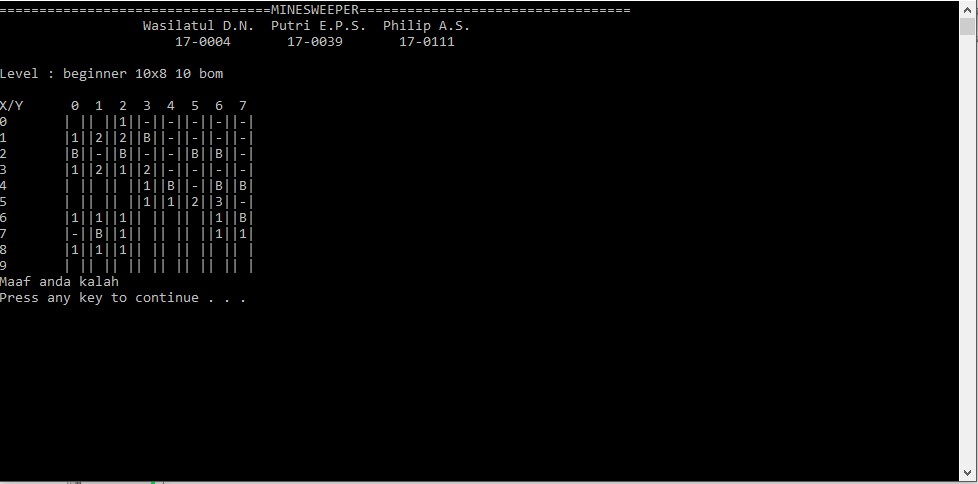 ==================================MINESWEEPER==================================
Wasilatul D.N.  Putri E.P.S.  Philip A.S.
17-0004       17-0039       17-0111
Level : beginner 10x8 10 bom
X/Y      0  1  2  3  4  5  6  7
0       | || ||1||-||-||-||-||-|
1       |1||2||2||B||-||-||-||-|
2       |B||-||B||-||-||B||B||-|
3       |1||2||1||2||-||-||-||-|
4       | || || ||1||B||-||B||B|
5       | || || ||1||1||2||3||-|
6       |1||1||1|| || || ||1||B|
7       |-||B||1|| || || ||1||1|
8       |1||1||1|| || || || || |
9       | || || || || || || || |
Maaf anda kalah
Press any key to continue . . .